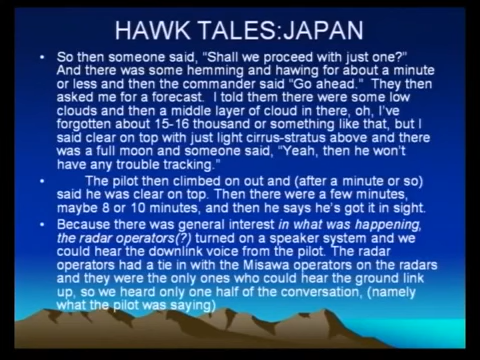 HAWK TALES:JAPAN
• So then someone said, "Shall we proceed with just one?"
And there was some hemming and hawing for about a minute
or less and then the commander said "Go ahead." They then
asked me for a forecast. I told them there were some low
clouds and then a middle layer of cloud in there, oh, I've
forgotten about 15-16 thousand or something like that, but I
said clear on top with just light cirrus-stratus above and there
was a full moon and someone said, "Yeah, then he won't
have any trouble tracking."
• The pilot then climbed on out and (after a minute or so)
said he was clear on top. Then there were a few minutes,
maybe 8 or 10 minutes, and then he says he's got it in sight.
• Because there was general interest in what was happening,
the radar operators(?) turned on a speaker system and we
could hear the downlink voice from the pilot. The radar
operators had a tie in with the Misawa operators on the radars
and they were the only ones who could hear the ground link
up, so we heard only one half of the conversation, (namely
what the pilot was saying)